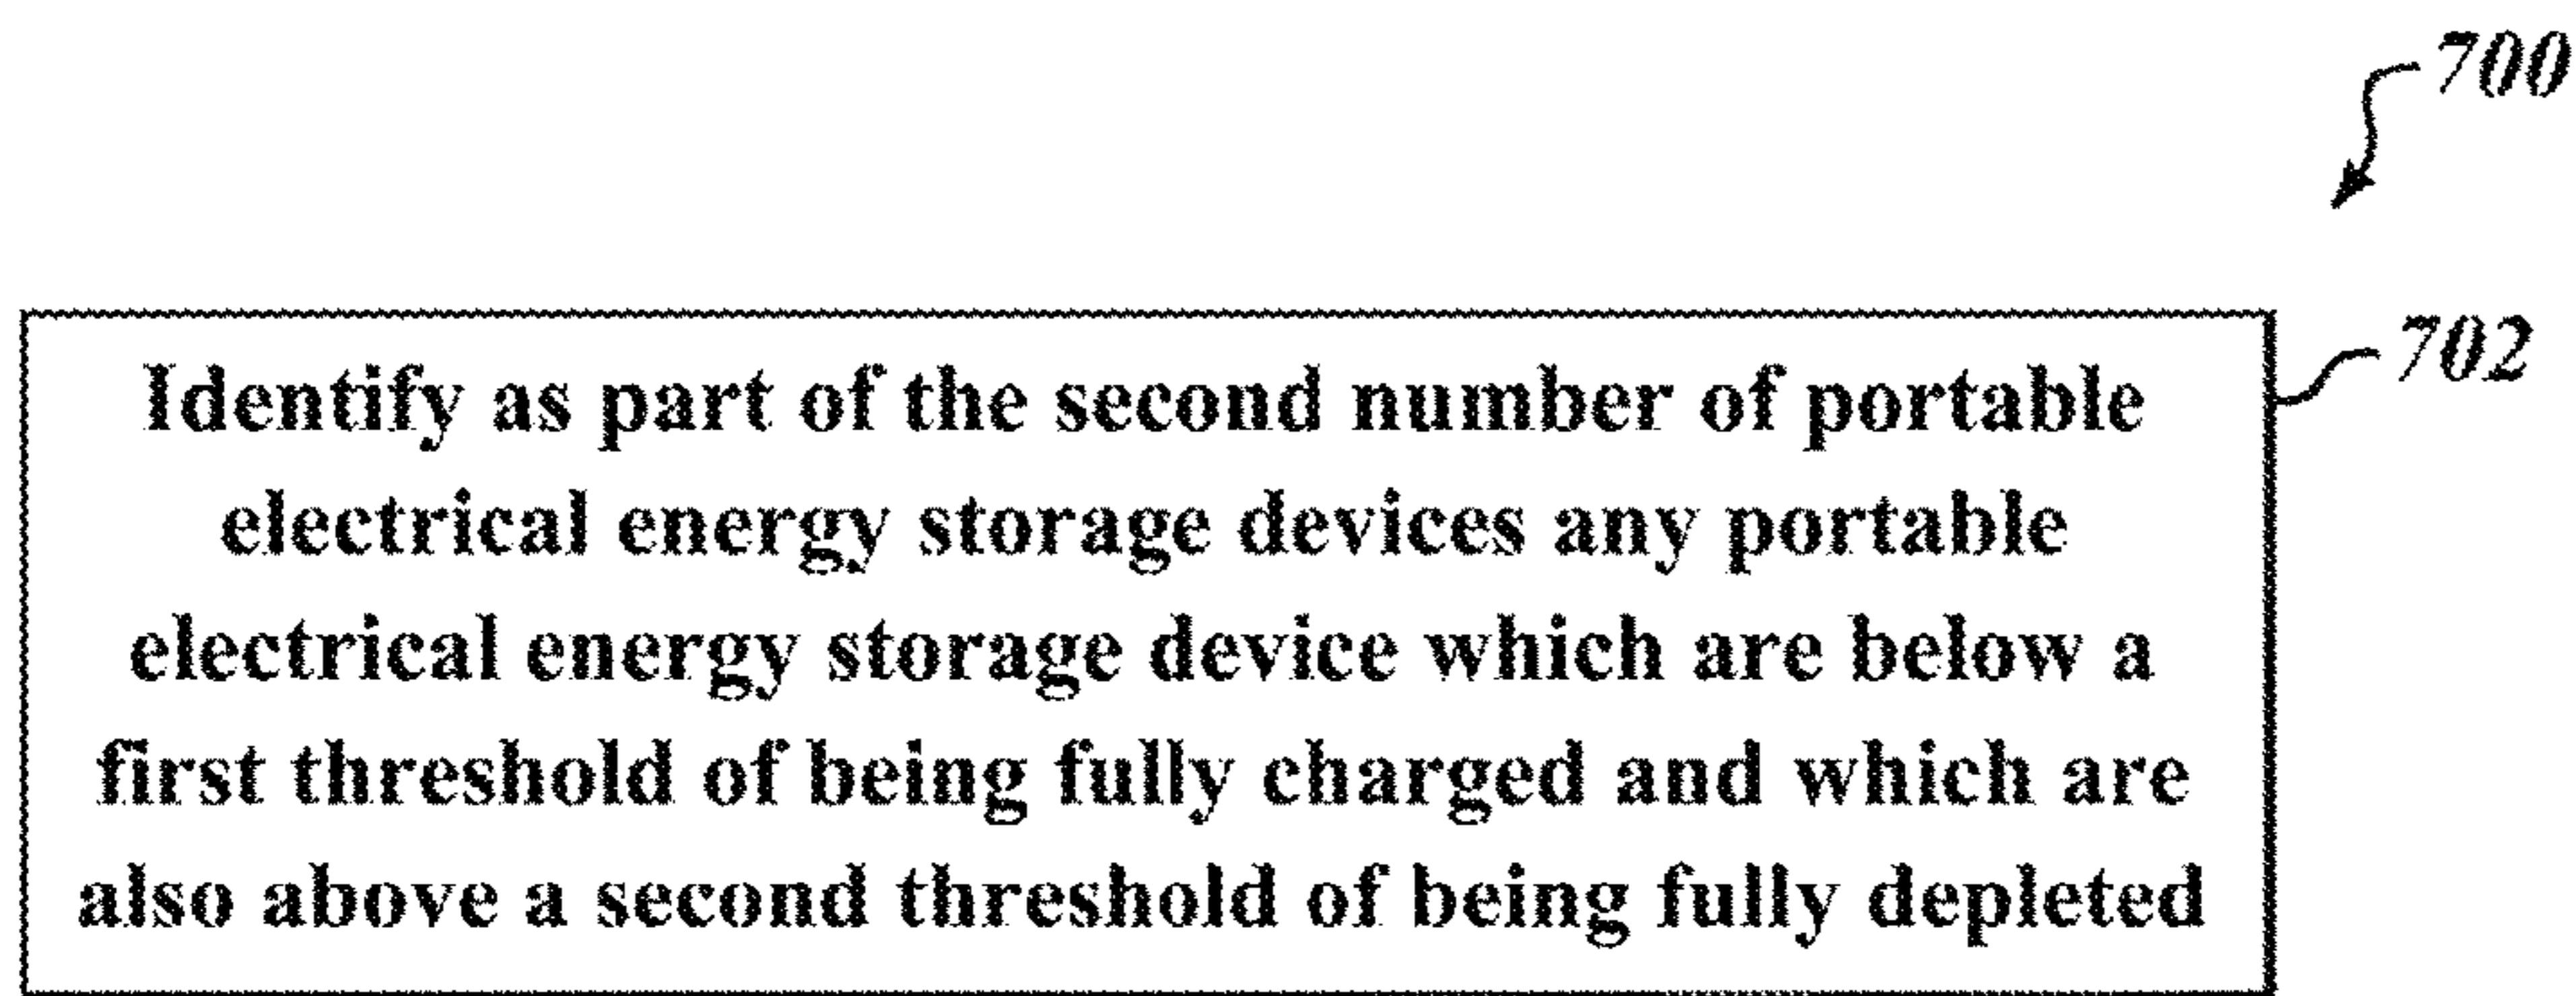 700
702
Identify as part of the second number of portable
electrical energy storage devices any portable
electrical energy storage device which are below a
first threshold of being fully charged and which are
also above a second threshold of being fully depleted